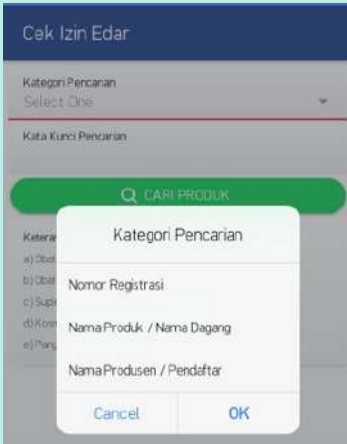 Cek Izin Edar
Kategori Pencarian
Select One
Kata Kunci Pencarian
CARI PRODUK
Kategori Pencarian
Nomor Registrasi
Nama Produk / Nama Dagang
Nama Produsen / Pendaftar
Cancel OK